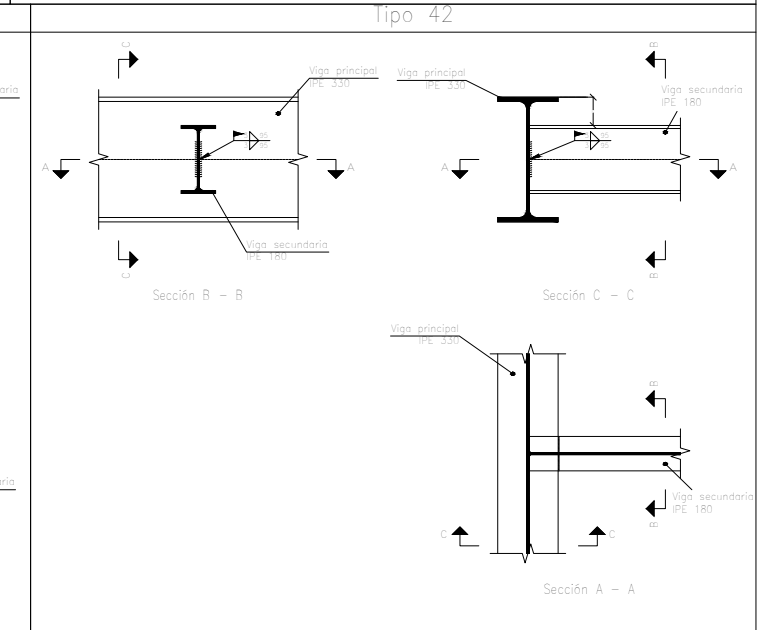 Tipo 42
C
C
Viga principal
IPE 330
A
A
Viga secundaria
IPE 180
Sección B - B
B
B
Viga principal
IPE 330
Viga secundaria
IPE 180
A
A
Sección C - C
Viga principal
IPE 330
B
B
Viga secundaria
IPE 180
C
C
Sección A - A